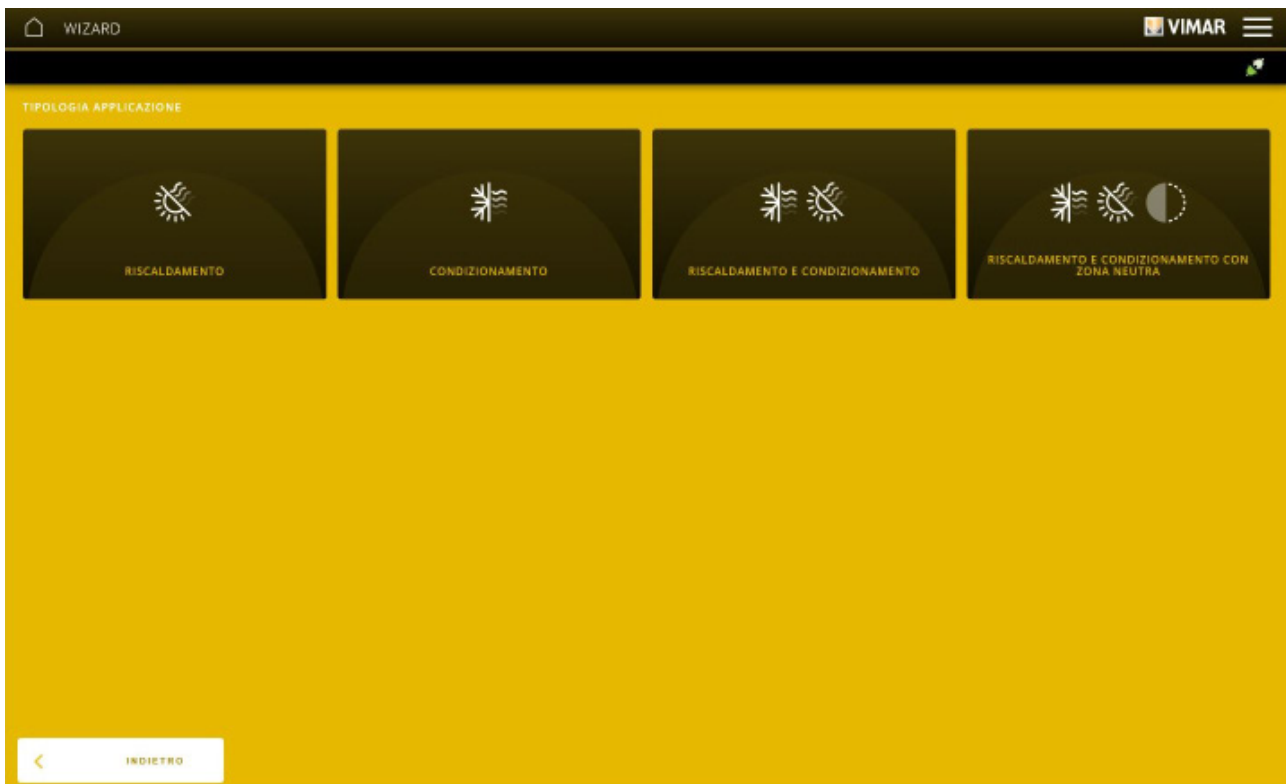 WIZARD
VIMAR
TIPOLOGIA APPLICAZIONE
RISCALDAMENTO
CONDIZIONAMENTO
RISCALDAMENTO E CONDIZIONAMENTO
RISCALDAMENTO E CONDIZIONAMENTO CON
ZONA NEUTRA
INDIETRO